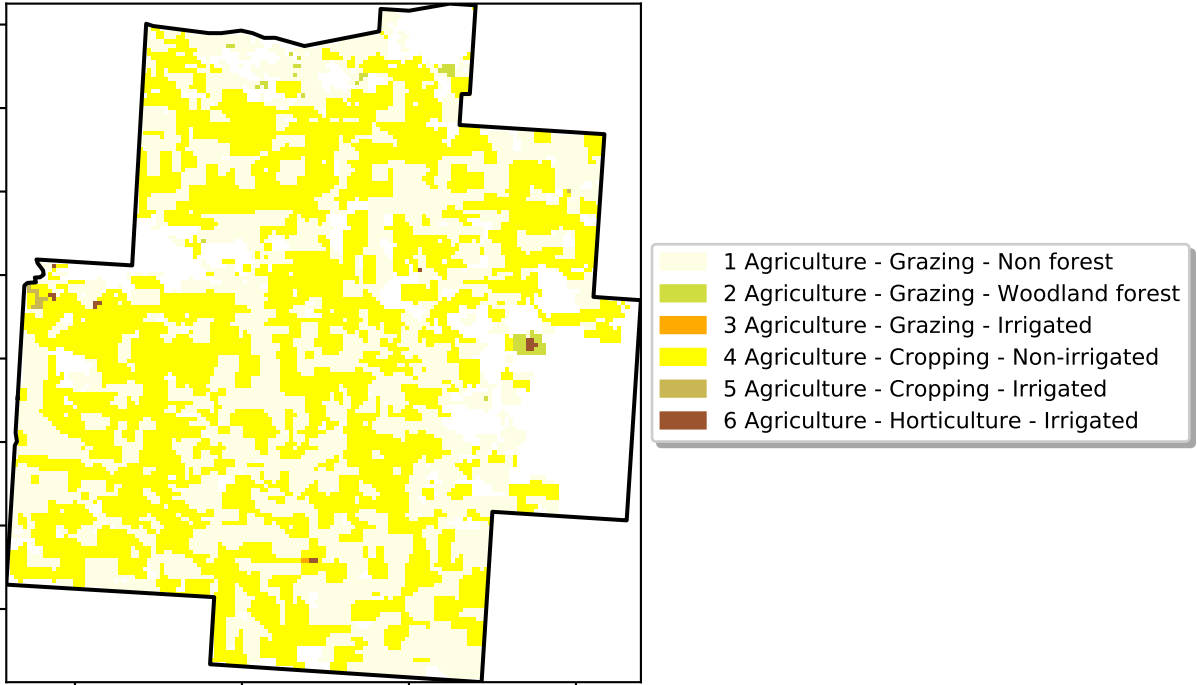 1 Agriculture - Grazing - Non forest
2 Agriculture - Grazing - Woodland forest
3 Agriculture - Grazing - Irrigated
4 Agriculture - Cropping - Non-irrigated
5 Agriculture - Cropping - Irrigated
6 Agriculture - Horticulture - Irrigated